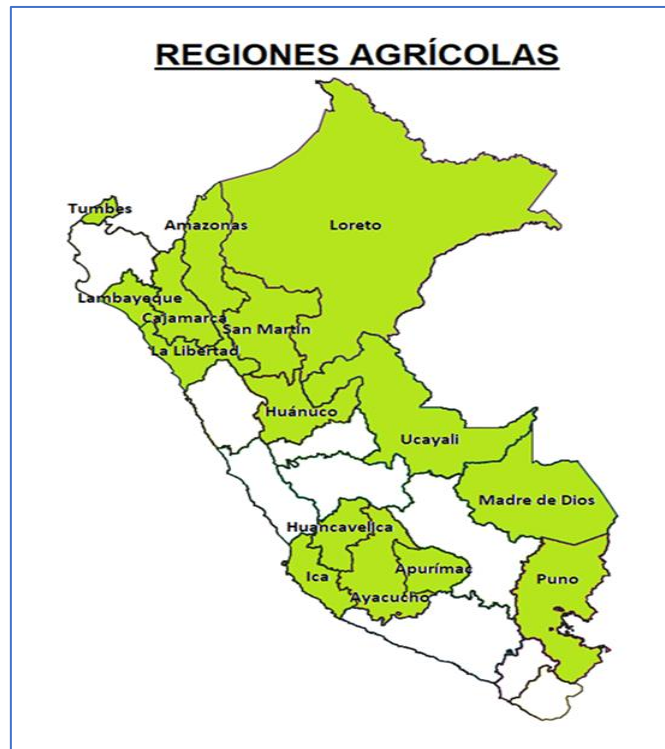 REGIONES AGRÍCOLAS
Tumbes
Amazonas
Loreto
Lambayeque
Cajamarca
San Martín
La Libertad
Huánuco
Ucayali
Madre de Dios
Huancavelica
Ica
Apurímac
Ayacucho
Puno